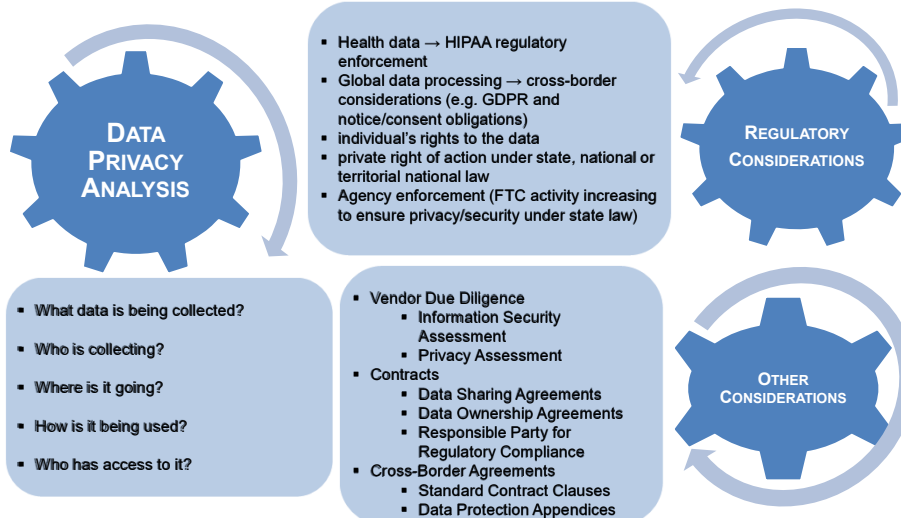 DATA
PRIVACY
ANALYSIS
▪ Health data → HIPAA regulatory
enforcement
▪ Global data processing → cross-border
considerations (e.g. GDPR and
notice/consent obligations)
▪ individual's rights to the data
▪ private right of action under state, national or
territorial national law
▪ Agency enforcement (FTC activity increasing
to ensure privacy/security under state law)
REGULATORY
CONSIDERATIONS
▪ What data is being collected?
▪ Who is collecting?
▪ Where is it going?
▪ How is it being used?
▪ Who has access to it?
▪ Vendor Due Diligence
▪ Information Security
Assessment
▪ Privacy Assessment
▪ Contracts
▪ Data Sharing Agreements
▪ Data Ownership Agreements
▪ Responsible Party for
Regulatory Compliance
▪ Cross-Border Agreements
▪ Standard Contract Clauses
▪ Data Protection Appendices
OTHER
CONSIDERATIONS